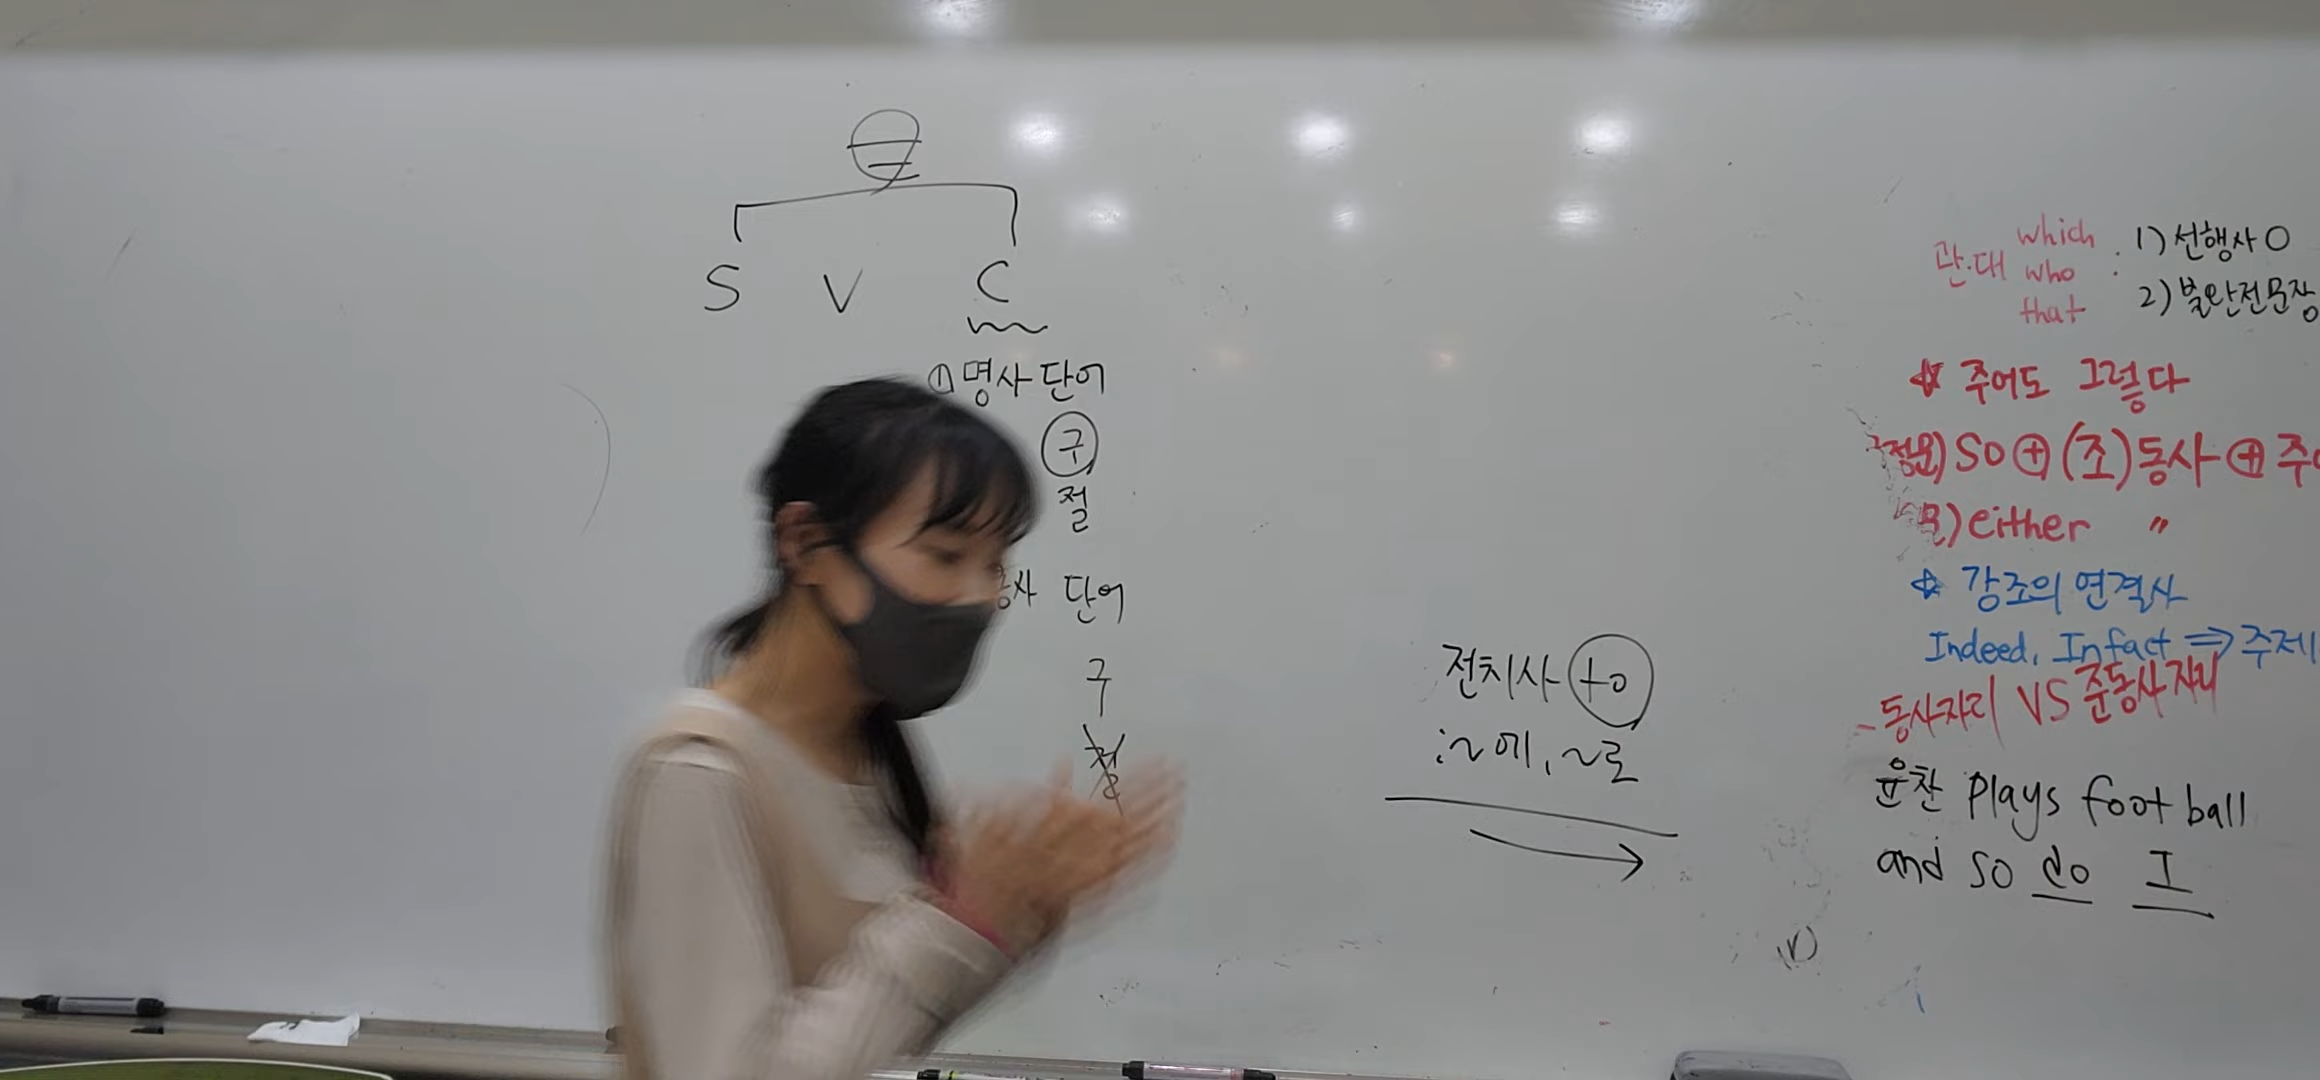 S V C
① 명사 단어
구
절
단어
구
절
전치사 to
: ~에, ~로
관·대 which who that : 1) 선행사 O
2) 불완전문장
☆ 주어도 그렇다
So ⊕ (조)동사 ⊕
either 〃
☆ 강조의 연결사
Indeed, Infact ⇒ 주제
- 동사자리 VS 준동사자리
윤찬 plays football
and so do I